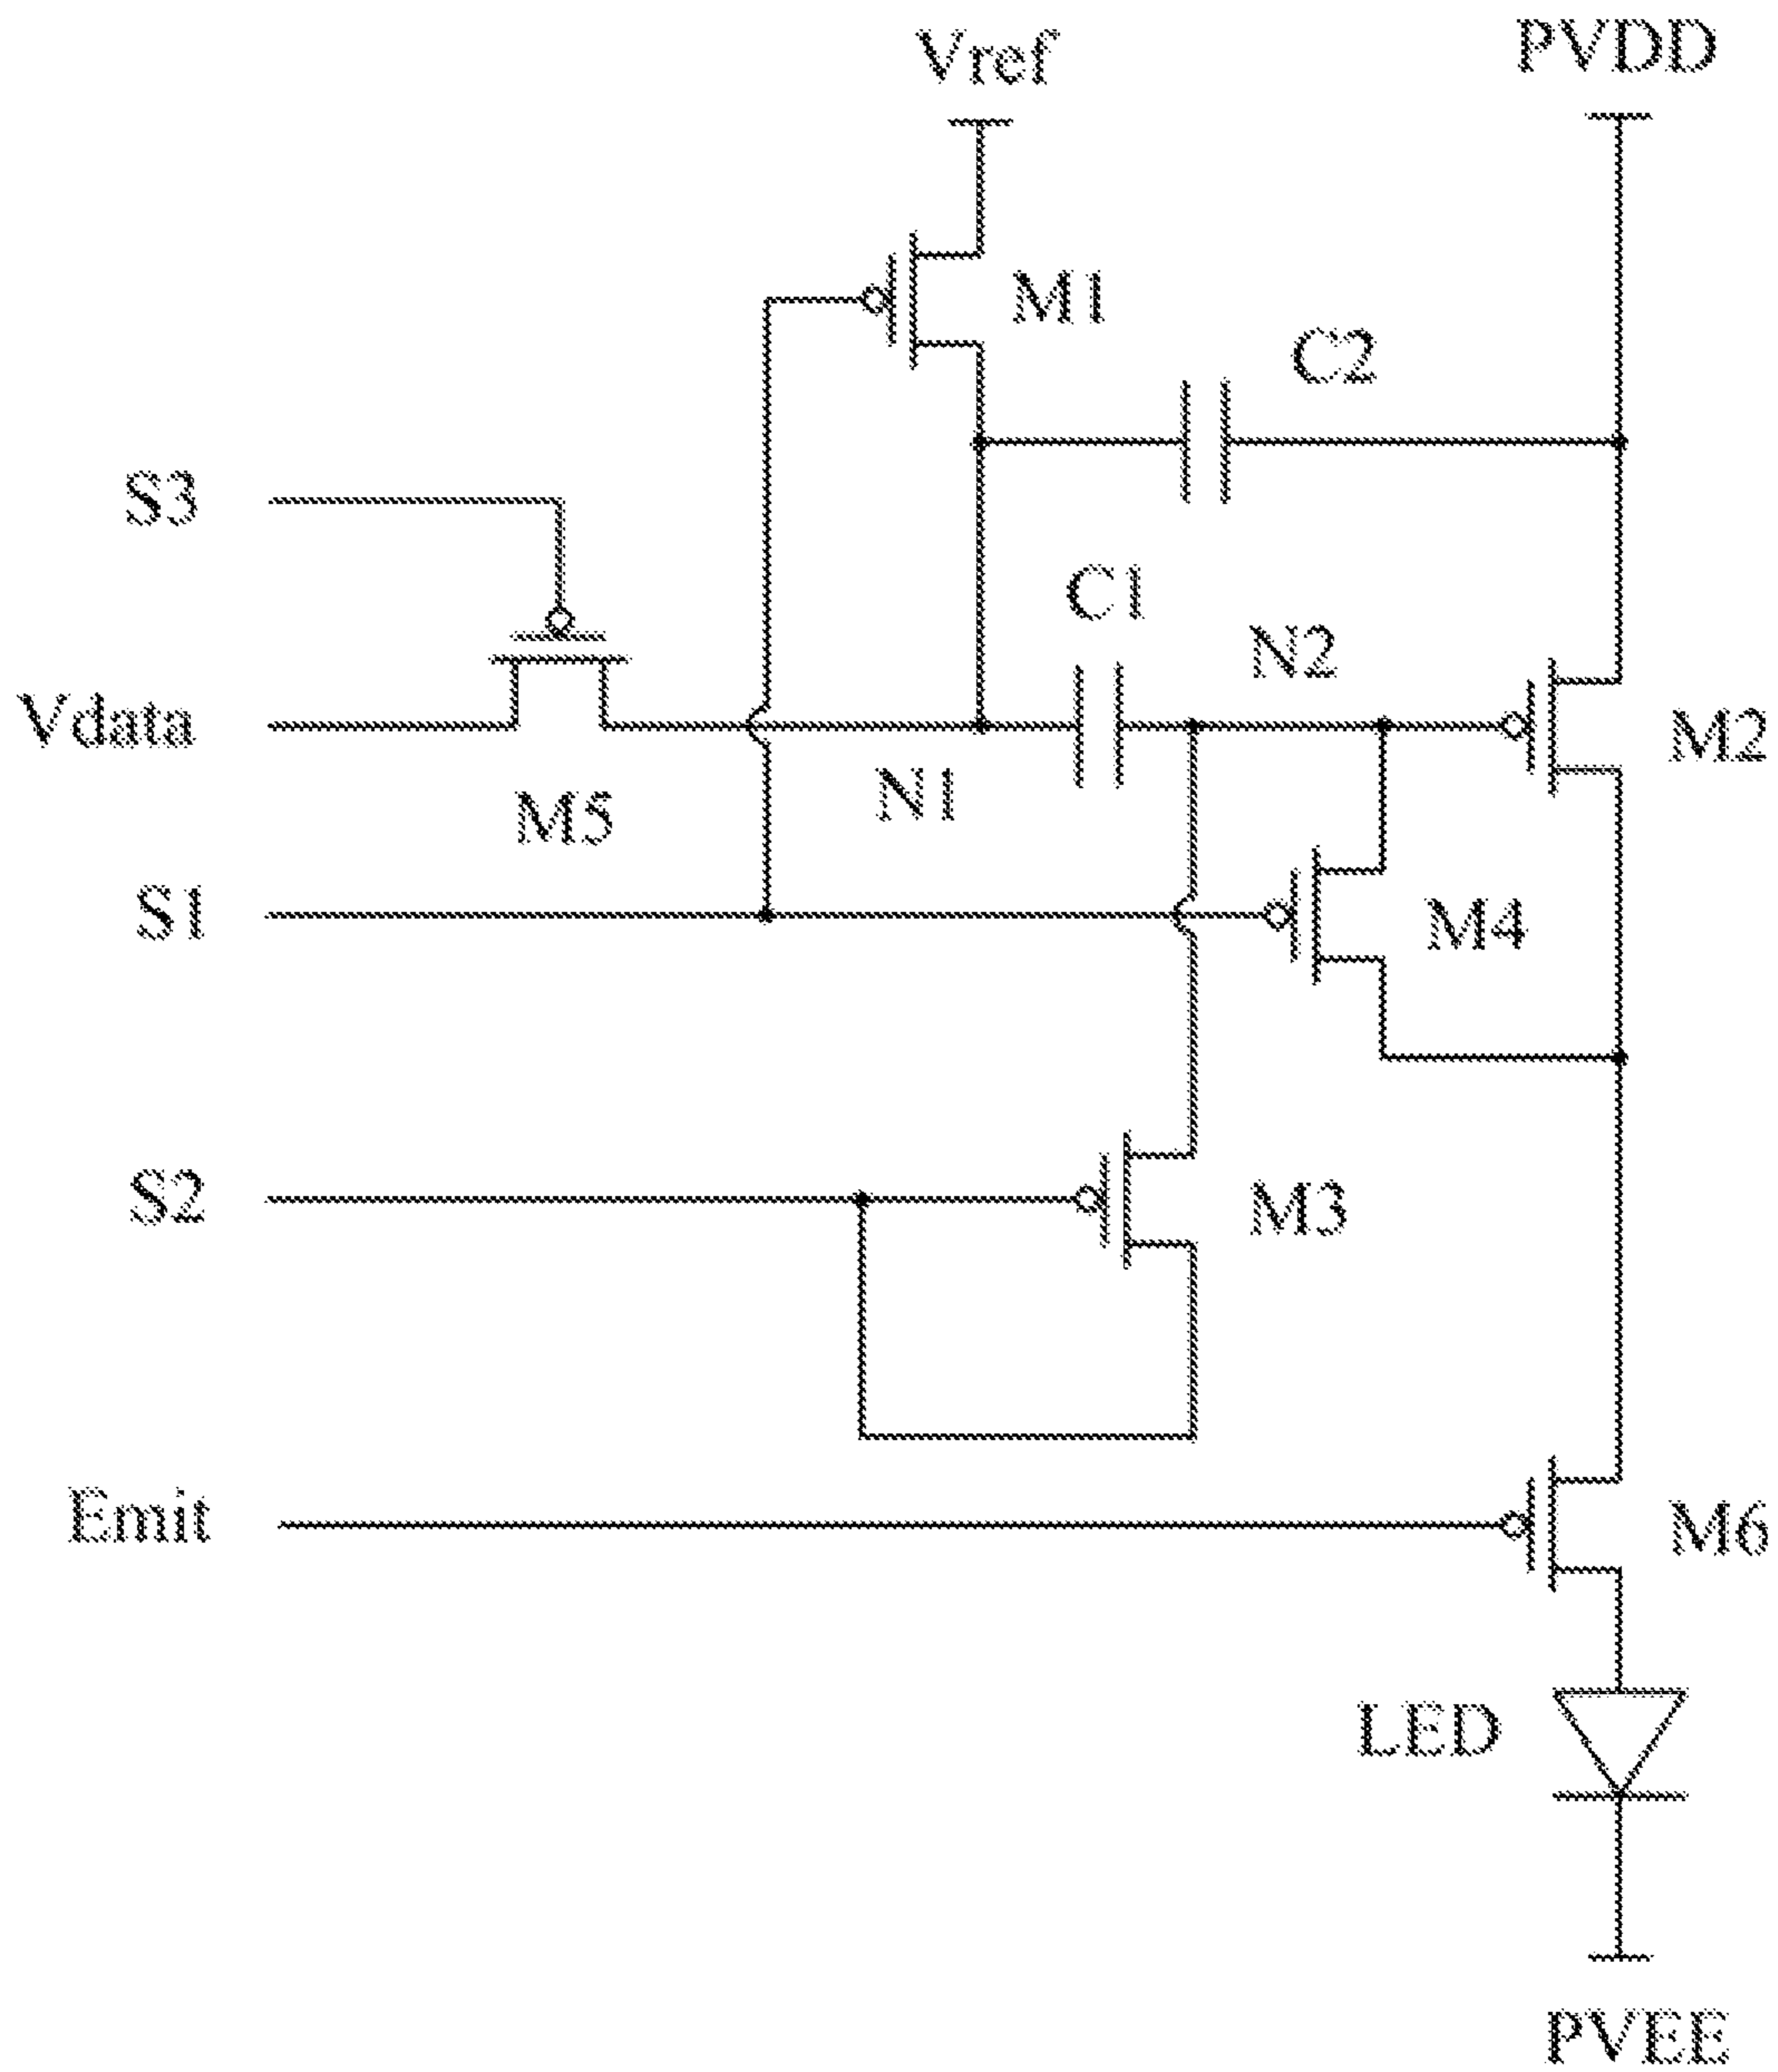 Vref
PVDD
M1
C2
S3
C1
N2
Vdata
M2
M5
N1
S1
M4
S2
M3
Emit
M6
LED
PVEE